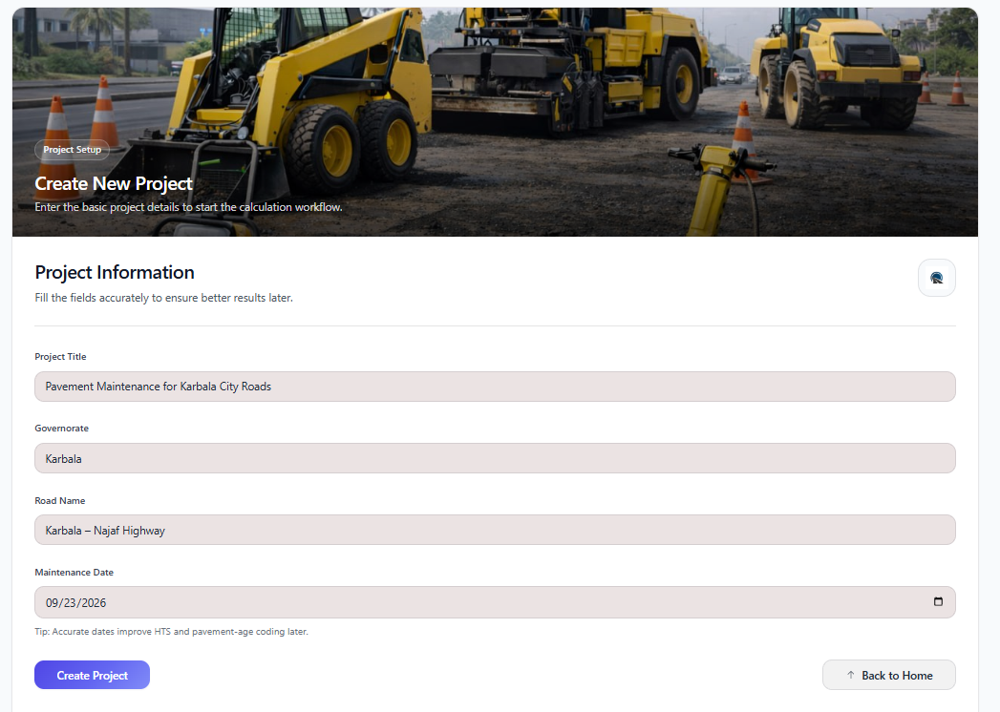 Project Setup
Create New Project
Enter the basic project details to start the calculation workflow.
Project Information
Fill the fields accurately to ensure better results later.
Project Title
Pavement Maintenance for Karbala City Roads
Governorate
Karbala
Road Name
Karbala – Najaf Highway
Maintenance Date
09/23/2026
Tip: Accurate dates improve HTS and pavement-age coding later.
Create Project
↑ Back to Home